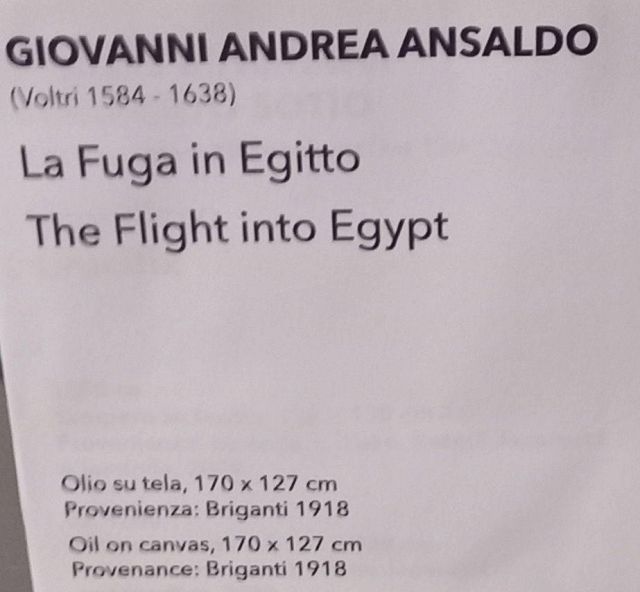 GIOVANNI ANDREA ANSALDO
(Voltri 1584 - 1638)
La Fuga in Egitto
The Flight into Egypt
Olio su tela, 170 x 127 cm
Provenienza: Briganti 1918
Oil on canvas, 170 x 127 cm
Provenance: Briganti 1918